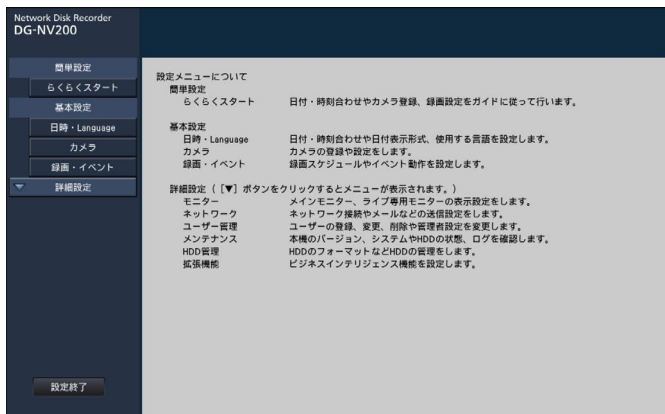 Network Disk Recorder
DG-NV200
簡単設定
らくらくスタート
基本設定
日時・Language
カメラ
録画・イベント
▼ 詳細設定
設定終了
設定メニューについて
簡単設定
らくらくスタート 日付・時刻合わせやカメラ登録、録画設定をガイドに従って行います。
基本設定
日時・Language 日付・時刻合わせや日付表示形式、使用する言語を設定します。
カメラ カメラの登録や設定をします。
録画・イベント 録画スケジュールやイベント動作を設定します。
詳細設定（［▼］ボタンをクリックするとメニューが表示されます。）
モニター メインモニター、ライブ専用モニターの表示設定をします。
ネットワーク ネットワーク接続やメールなどの送信設定をします。
ユーザー管理 ユーザーの登録、変更、削除や管理者設定を変更します。
メンテナンス 本機のバージョン、システムやHDDの状態、ログを確認します。
HDD管理 HDDのフォーマットなどHDDの管理をします。
拡張機能 ビジネスインテリジェンス機能を設定します。